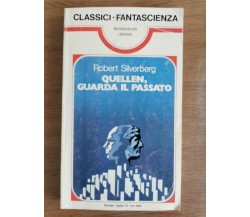 CLASSICI • FANTASCIENZA
MONDADORI
Robert Silverberg
QUELLEN,
GUARDA IL PASSATO